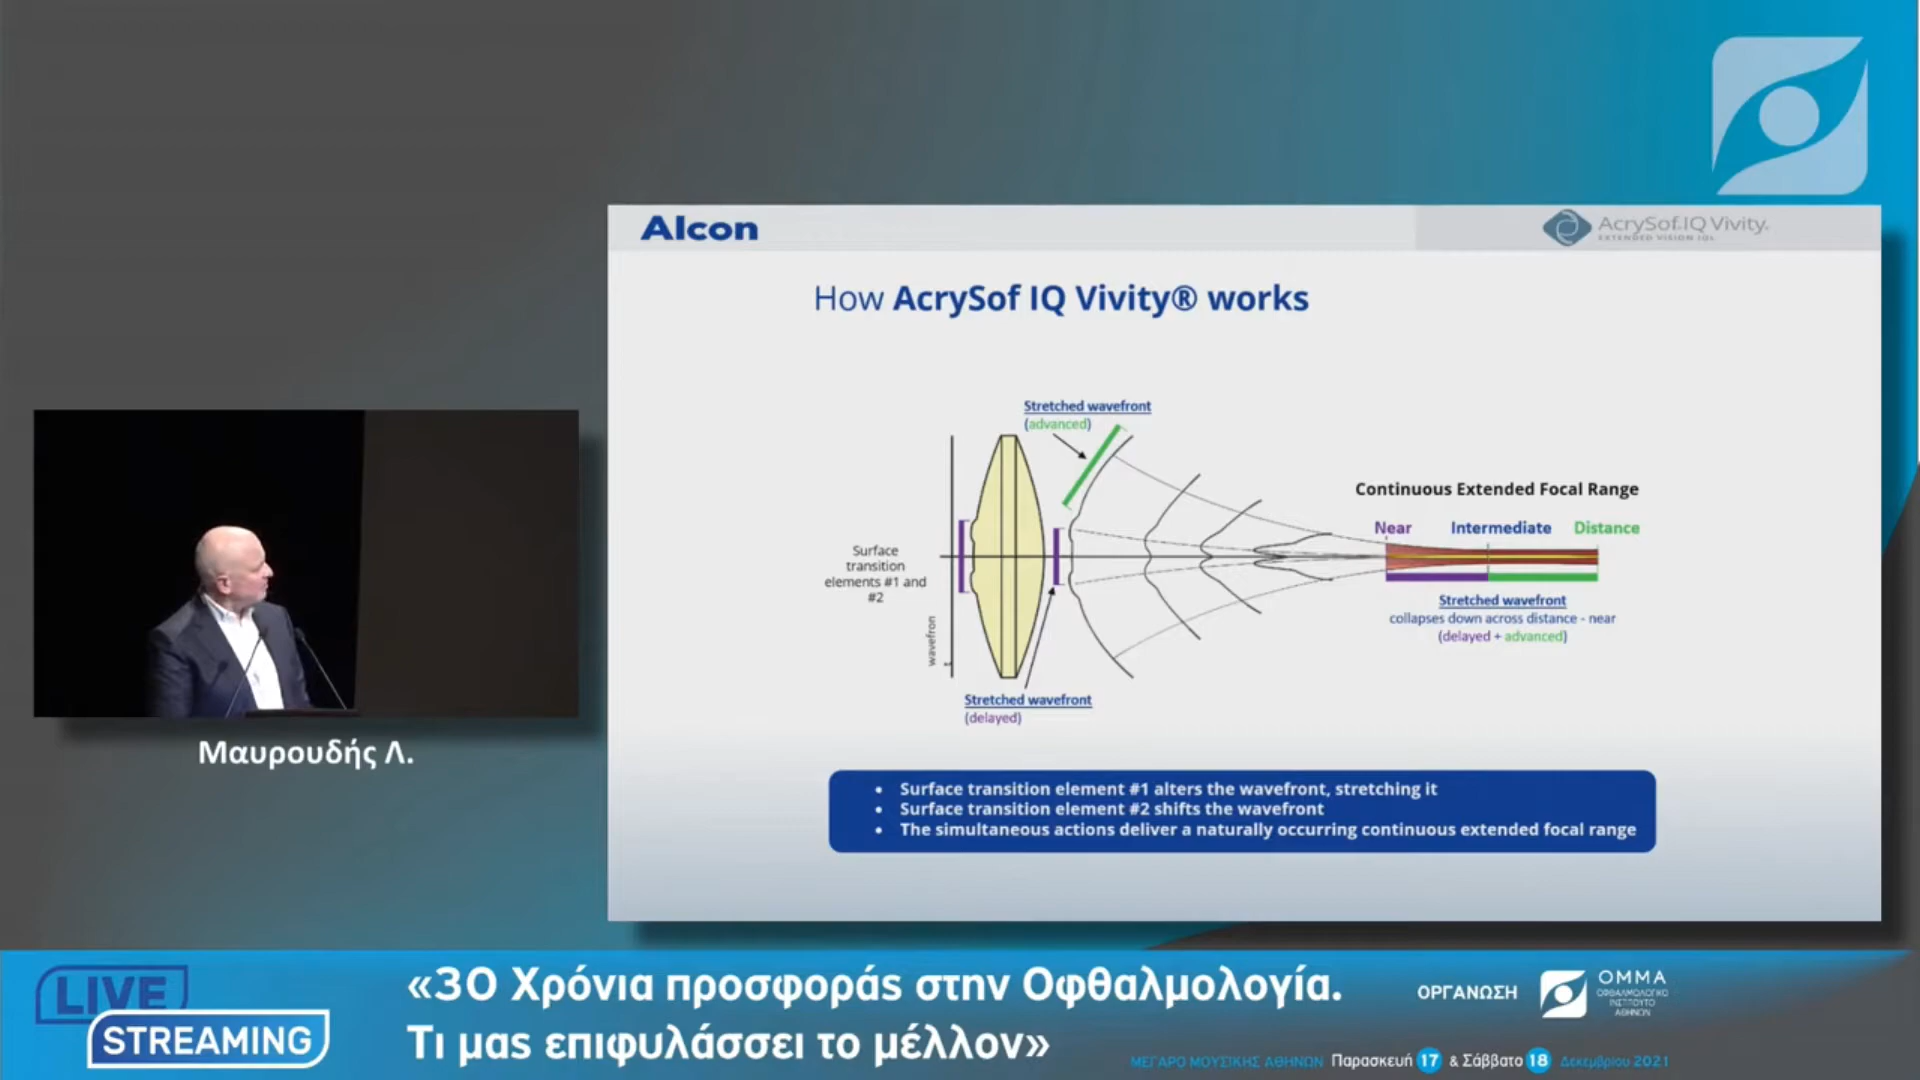 Alcon
AcrySof IQ Vivity®
EXTENDED VISION IOL
How AcrySof IQ Vivity® works
Stretched wavefront
(advanced)
Continuous Extended Focal Range
Near Intermediate Distance
Surface
transition
elements #1 and
#2
wavefron
t
Stretched wavefront
collapses down across distance - near
(delayed + advanced)
Stretched wavefront
(delayed)
• Surface transition element #1 alters the wavefront, stretching it
• Surface transition element #2 shifts the wavefront
• The simultaneous actions deliver a naturally occurring continuous extended focal range
Μαυρουδής Λ.
LIVE
STREAMING
«30 Χρόνια προσφοράς στην Οφθαλμολογία.
Τι μας επιφυλάσσει το μέλλον»
ΟΡΓΑΝΩΣΗ
ΟΜΜΑ
ΟΦΘΑΛΜΟΛΟΓΙΚΟ
ΙΝΣΤΙΤΟΥΤΟ
ΑΘΗΝΩΝ
ΜΕΓΑΡΟ ΜΟΥΣΙΚΗΣ ΑΘΗΝΩΝ Παρασκευή 17 & Σάββατο 18 Δεκεμβρίου 2021